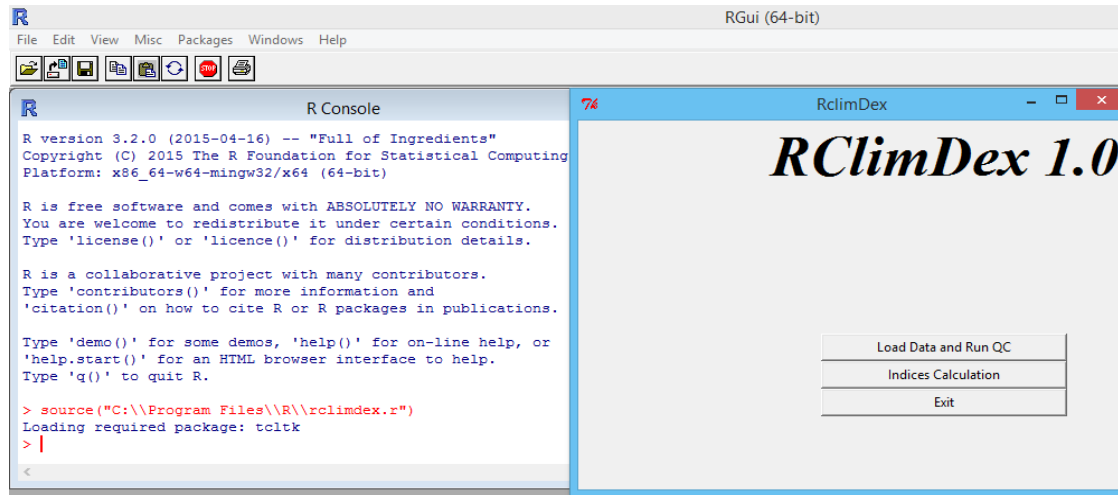 RGui (64-bit)
File Edit View Misc Packages Windows Help
STOP
R Console
R version 3.2.0 (2015-04-16) -- "Full of Ingredients"
Copyright (C) 2015 The R Foundation for Statistical Computing
Platform: x86_64-w64-mingw32/x64 (64-bit)
R is free software and comes with ABSOLUTELY NO WARRANTY.
You are welcome to redistribute it under certain conditions.
Type 'license()' or 'licence()' for distribution details.
R is a collaborative project with many contributors.
Type 'contributors()' for more information and
'citation()' on how to cite R or R packages in publications.
Type 'demo()' for some demos, 'help()' for on-line help, or
'help.start()' for an HTML browser interface to help.
Type 'q()' to quit R.
> source("C:\\Program Files\\R\\rclimdex.r")
Loading required package: tcltk
>
RclimDex
RClimDex 1.0
Load Data and Run QC
Indices Calculation
Exit